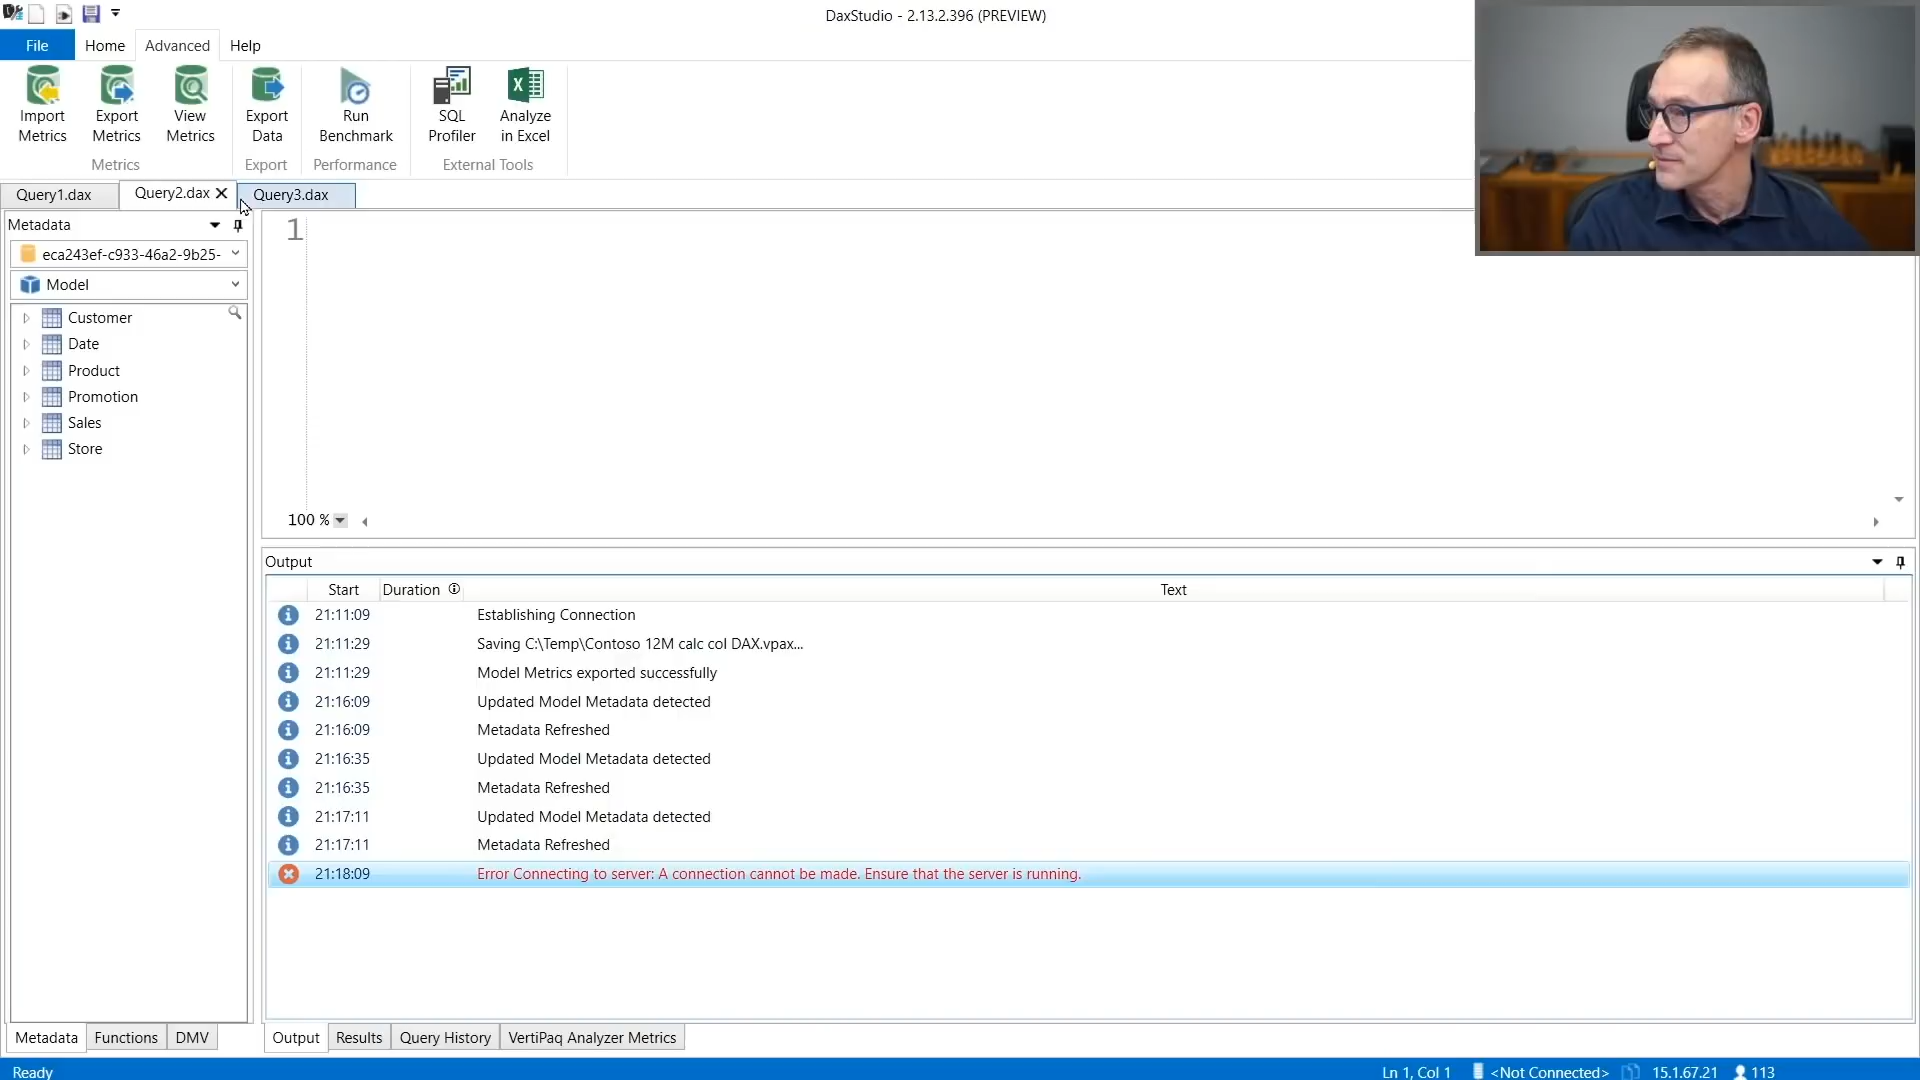 DaxStudio - 2.13.2.396 (PREVIEW)
File Home Advanced Help
Import Metrics
Export Metrics
View Metrics
Export Data
Run Benchmark
SQL Profiler
Analyze in Excel
Metrics Export Performance External Tools
Query1.dax Query2.dax Query3.dax
Metadata
eca243ef-c933-46a2-9b25-
Model
Customer
Date
Product
Promotion
Sales
Store
1
100 %
Output
Start Duration Text
21:11:09 Establishing Connection
21:11:29 Saving C:\Temp\Contoso 12M calc col DAX.vpax...
21:11:29 Model Metrics exported successfully
21:16:09 Updated Model Metadata detected
21:16:09 Metadata Refreshed
21:16:35 Updated Model Metadata detected
21:16:35 Metadata Refreshed
21:17:11 Updated Model Metadata detected
21:17:11 Metadata Refreshed
21:18:09 Error Connecting to server: A connection cannot be made. Ensure that the server is running.
Metadata Functions DMV
Output Results Query History VertiPaq Analyzer Metrics
Ready Ln 1, Col 1 <Not Connected> 15.1.67.21 113